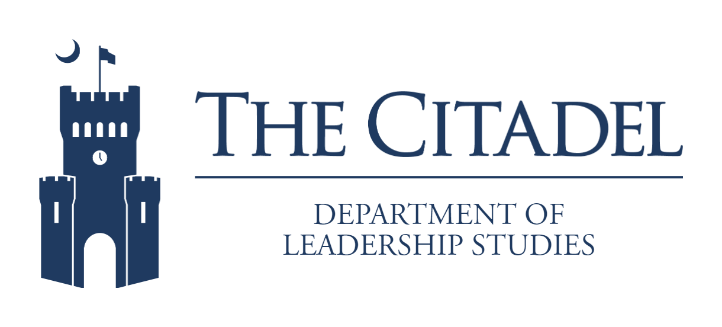 THE CITADEL
DEPARTMENT OF
LEADERSHIP STUDIES